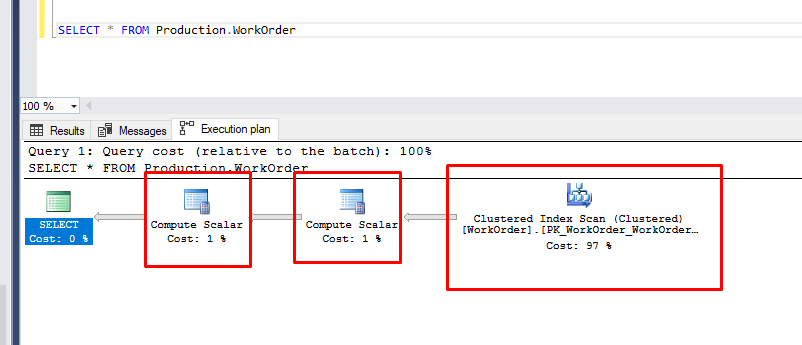 SELECT * FROM Production.WorkOrder
100 %
Results Messages Execution plan
Query 1: Query cost (relative to the batch): 100%
SELECT * FROM Production.WorkOrder
SELECT
Cost: 0 %
Compute Scalar
Cost: 1 %
Compute Scalar
Cost: 1 %
Clustered Index Scan (Clustered)
[WorkOrder].[PK_WorkOrder_WorkOrder…
Cost: 97 %